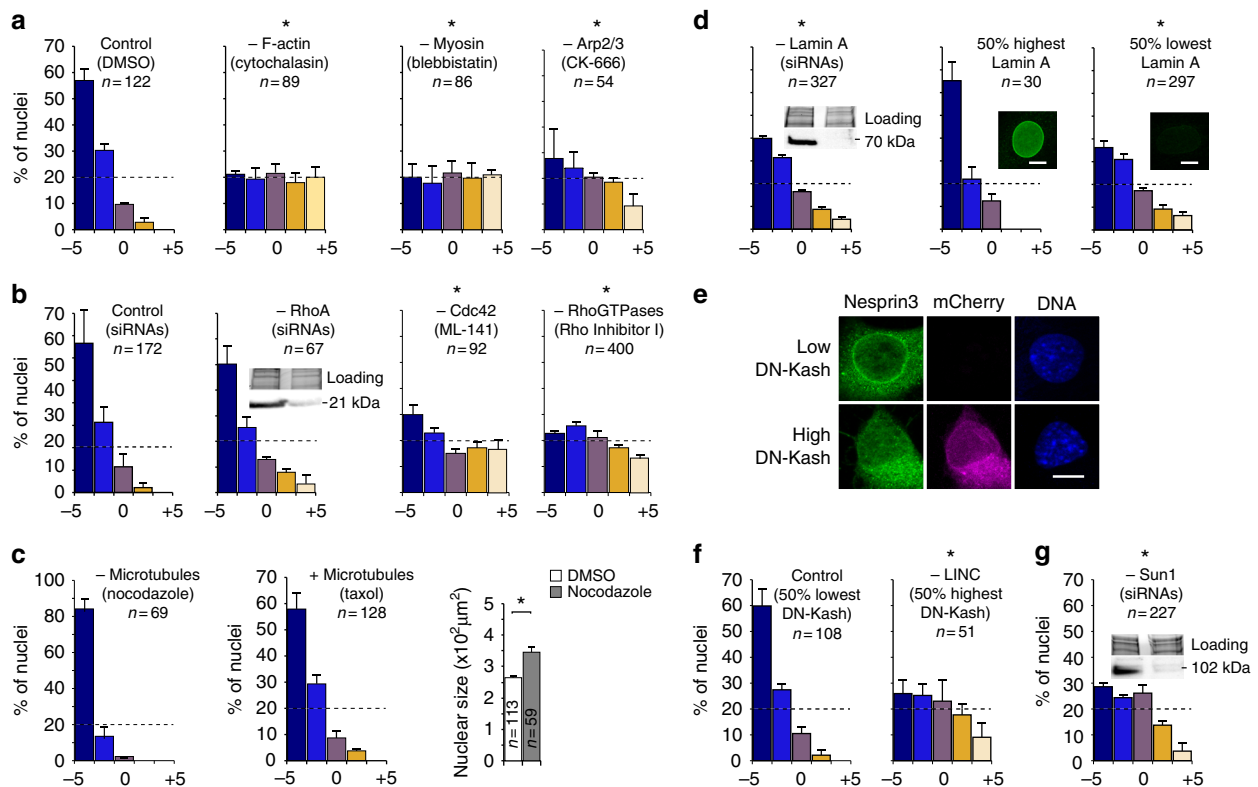 a
*
*
*
Control
(DMSO)
n=122
– F-actin
(cytochalasin)
n=89
– Myosin
(blebbistatin)
n=86
– Arp2/3
(CK-666)
n=54
% of nuclei
70
60
50
40
30
20
10
0
–5 0 +5
–5 0 +5
–5 0 +5
–5 0 +5
b
*
*
Control
(siRNAs)
n=172
– RhoA
(siRNAs)
n=67
Loading
21 kDa
– Cdc42
(ML-141)
n=92
– RhoGTPases
(Rho Inhibitor I)
n=400
% of nuclei
70
60
50
40
30
20
10
0
–5 0 +5
–5 0 +5
–5 0 +5
–5 0 +5
c
– Microtubules
(nocodazole)
n=69
% of nuclei
100
80
60
40
20
0
–5 0 +5
+ Microtubules
(taxol)
n=128
% of nuclei
70
60
50
40
30
20
10
0
–5 0 +5
DMSO
Nocodazole
*
Nuclear size (x10²µm²)
5
4
3
2
1
0
n=113
n=59
d
*
*
– Lamin A
(siRNAs)
n=327
Loading
70 kDa
50% highest
Lamin A
n=30
50% lowest
Lamin A
n=297
–5 0 +5
–5 0 +5
–5 0 +5
e
Nesprin3 mCherry DNA
Low
DN-Kash
High
DN-Kash
f
*
Control
(50% lowest
DN-Kash)
n=108
– LINC
(50% highest
DN-Kash)
n=51
% of nuclei
70
60
50
40
30
20
10
0
–5 0 +5
–5 0 +5
g
*
– Sun1
(siRNAs)
n=227
Loading
102 kDa
% of nuclei
70
60
50
40
30
20
10
0
–5 0 +5